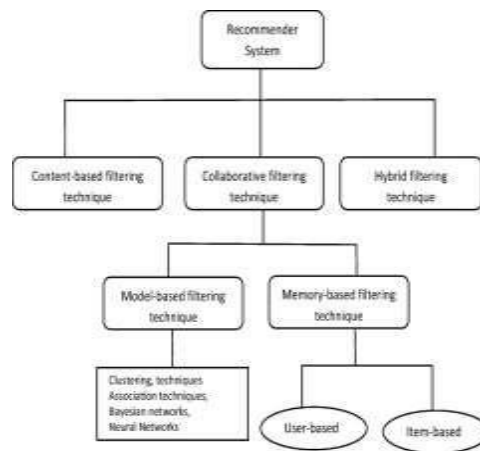 Recommender
System
Content-based filtering
technique
Collaborative filtering
technique
Hybrid filtering
technique
Model-based filtering
technique
Memory-based filtering
technique
Clustering, techniques
Association techniques,
Bayesian networks,
Neural Networks
User-based
Item-based